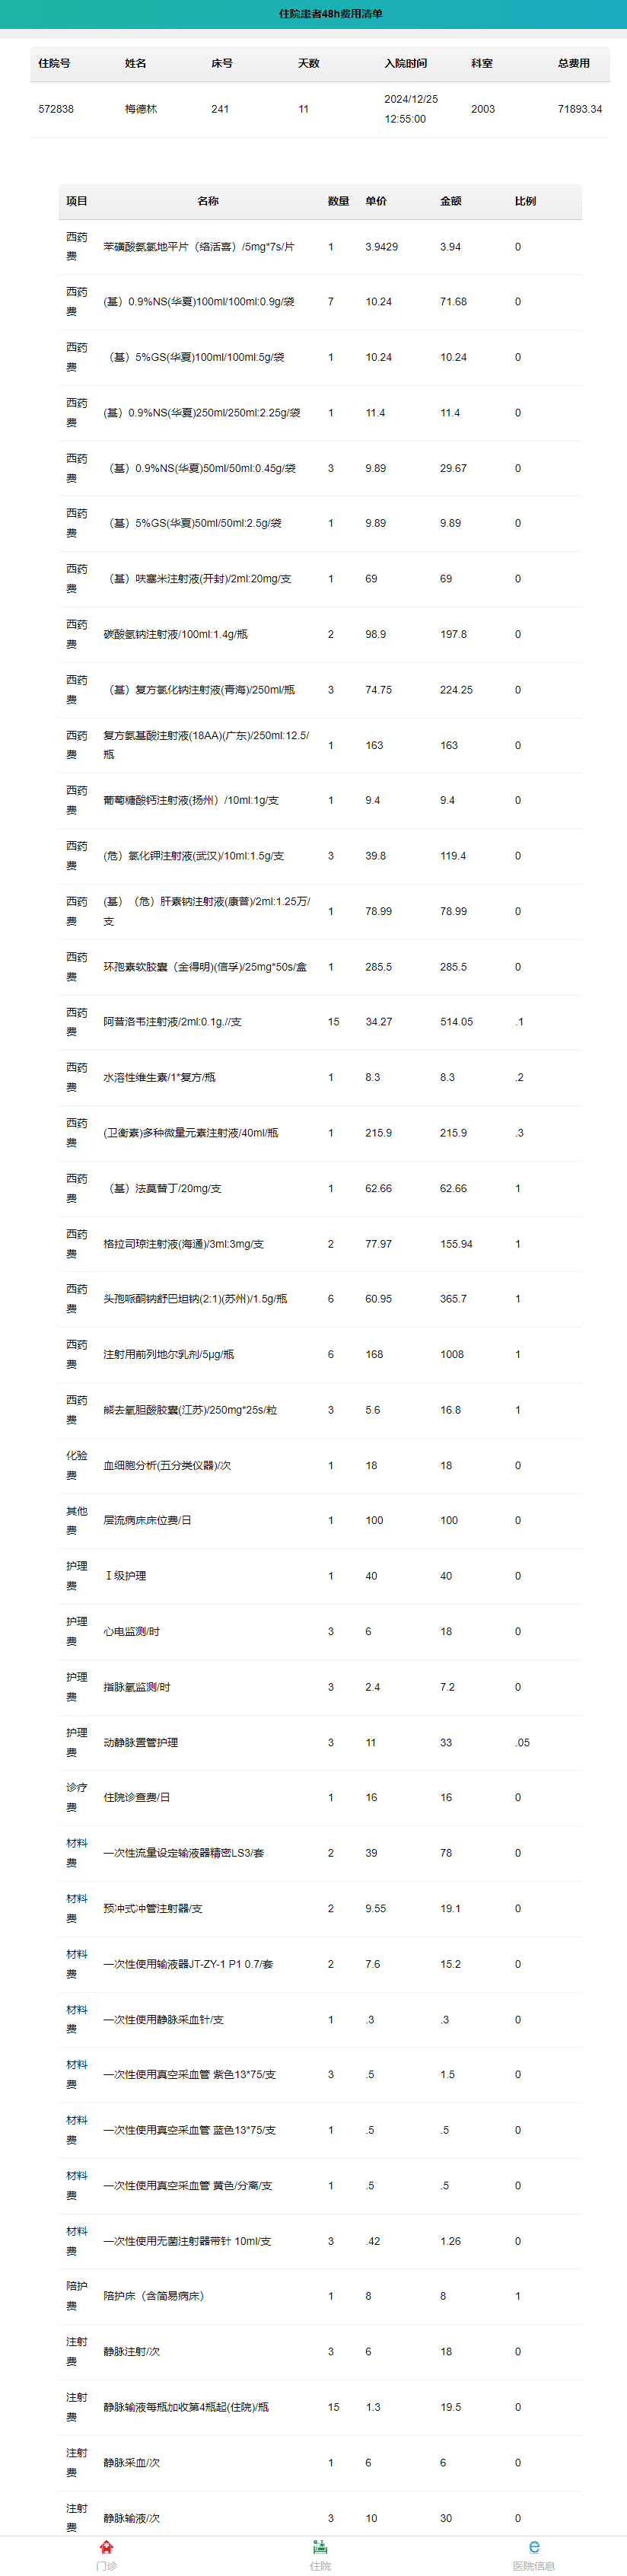 住院患者48h费用清单
住院号 姓名 床号 天数 入院时间 科室 总费用
572838 梅德林 241 11 2024/12/25 12:55:00 2003 71893.34
项目 名称 数量 单价 金额 比例
西药费 苯磺酸氨氯地平片（络活喜）/5mg*7s/片 1 3.9429 3.94 0
西药费 (基）0.9%NS(华夏)100ml/100ml:0.9g/袋 7 10.24 71.68 0
西药费 （基）5%GS(华夏)100ml/100ml:5g/袋 1 10.24 10.24 0
西药费 (基）0.9%NS(华夏)250ml/250ml:2.25g/袋 1 11.4 11.4 0
西药费 （基）0.9%NS(华夏)50ml/50ml:0.45g/袋 3 9.89 29.67 0
西药费 （基）5%GS(华夏)50ml/50ml:2.5g/袋 1 9.89 9.89 0
西药费 （基）呋塞米注射液(开封)/2ml:20mg/支 1 69 69 0
西药费 碳酸氢钠注射液/100ml:1.4g/瓶 2 98.9 197.8 0
西药费 （基）复方氯化钠注射液(青海)/250ml/瓶 3 74.75 224.25 0
西药费 复方氨基酸注射液(18AA)(广东)/250ml:12.5/瓶 1 163 163 0
西药费 葡萄糖酸钙注射液(扬州）/10ml:1g/支 1 9.4 9.4 0
西药费 (危）氯化钾注射液(武汉)/10ml:1.5g/支 3 39.8 119.4 0
西药费 (基）（危）肝素钠注射液(康普)/2ml:1.25万/支 1 78.99 78.99 0
西药费 环孢素软胶囊（金得明)(信孚)/25mg*50s/盒 1 285.5 285.5 0
西药费 阿昔洛韦注射液/2ml:0.1g.//支 15 34.27 514.05 .1
西药费 水溶性维生素/1*复方/瓶 1 8.3 8.3 .2
西药费 (卫衡素)多种微量元素注射液/40ml/瓶 1 215.9 215.9 .3
西药费 （基）法莫替丁/20mg/支 1 62.66 62.66 1
西药费 格拉司琼注射液(海通)/3ml:3mg/支 2 77.97 155.94 1
西药费 头孢哌酮钠舒巴坦钠(2:1)(苏州)/1.5g/瓶 6 60.95 365.7 1
西药费 注射用前列地尔乳剂/5μg/瓶 6 168 1008 1
西药费 熊去氧胆酸胶囊(江苏)/250mg*25s/粒 3 5.6 16.8 1
化验费 血细胞分析(五分类仪器)/次 1 18 18 0
其他费 层流病床床位费/日 1 100 100 0
护理费 Ⅰ级护理 1 40 40 0
护理费 心电监测/时 3 6 18 0
护理费 指脉氧监测/时 3 2.4 7.2 0
护理费 动静脉置管护理 3 11 33 .05
诊疗费 住院诊查费/日 1 16 16 0
材料费 一次性流量设定输液器精密LS3/套 2 39 78 0
材料费 预冲式冲管注射器/支 2 9.55 19.1 0
材料费 一次性使用输液器JT-ZY-1 P1 0.7/套 2 7.6 15.2 0
材料费 一次性使用静脉采血针/支 1 .3 .3 0
材料费 一次性使用真空采血管 紫色13*75/支 3 .5 1.5 0
材料费 一次性使用真空采血管 蓝色13*75/支 1 .5 .5 0
材料费 一次性使用真空采血管 黄色/分离/支 1 .5 .5 0
材料费 一次性使用无菌注射器带针 10ml/支 3 .42 1.26 0
陪护费 陪护床（含简易病床） 1 8 8 1
注射费 静脉注射/次 3 6 18 0
注射费 静脉输液每瓶加收第4瓶起(住院)/瓶 15 1.3 19.5 0
注射费 静脉采血/次 1 6 6 0
注射费 静脉输液/次 3 10 30 0
门诊 住院 医院信息